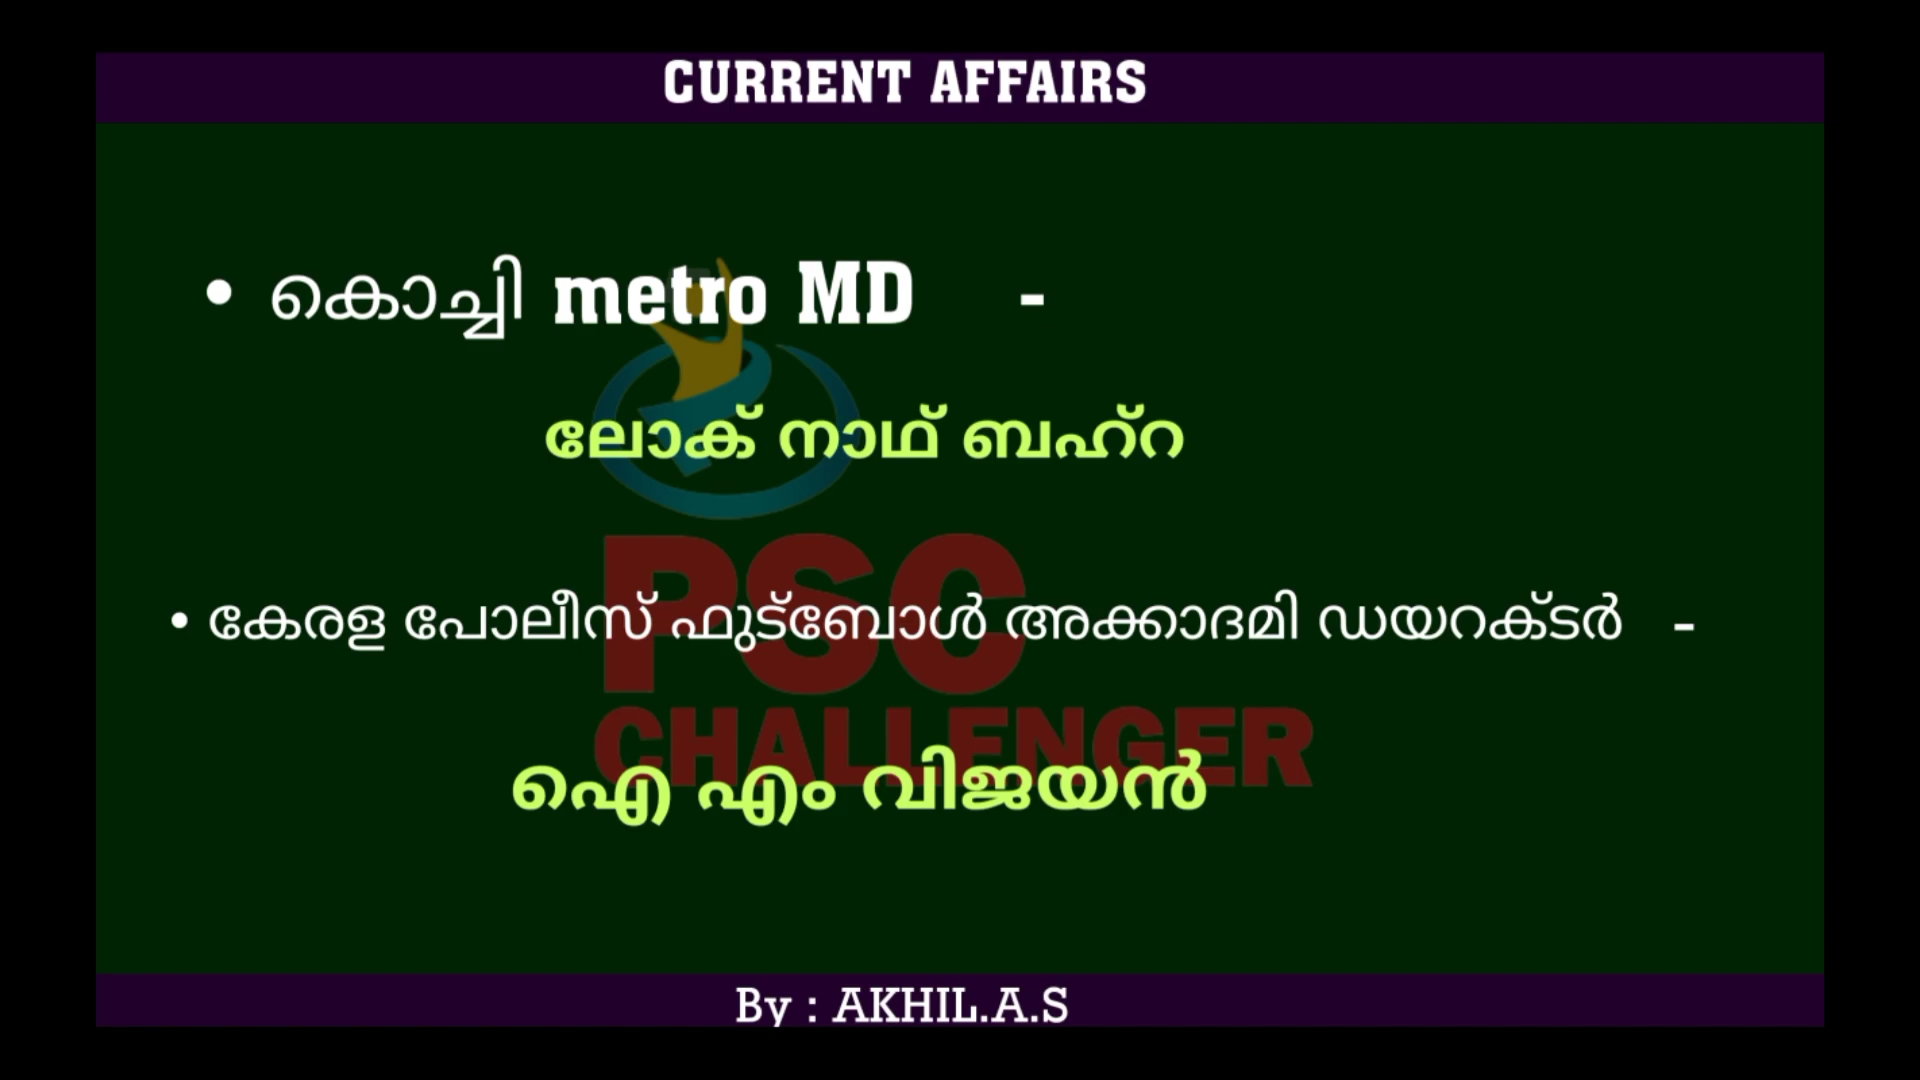 CURRENT AFFAIRS
• കൊച്ചി metro MD -
ലോക് നാഥ് ബഹ്റ
• കേരള പോലീസ് ഫുട്ബോൾ അക്കാദമി ഡയറക്ടർ -
ഐ എം വിജയൻ
PSC
CHALLENGER
By : AKHIL.A.S